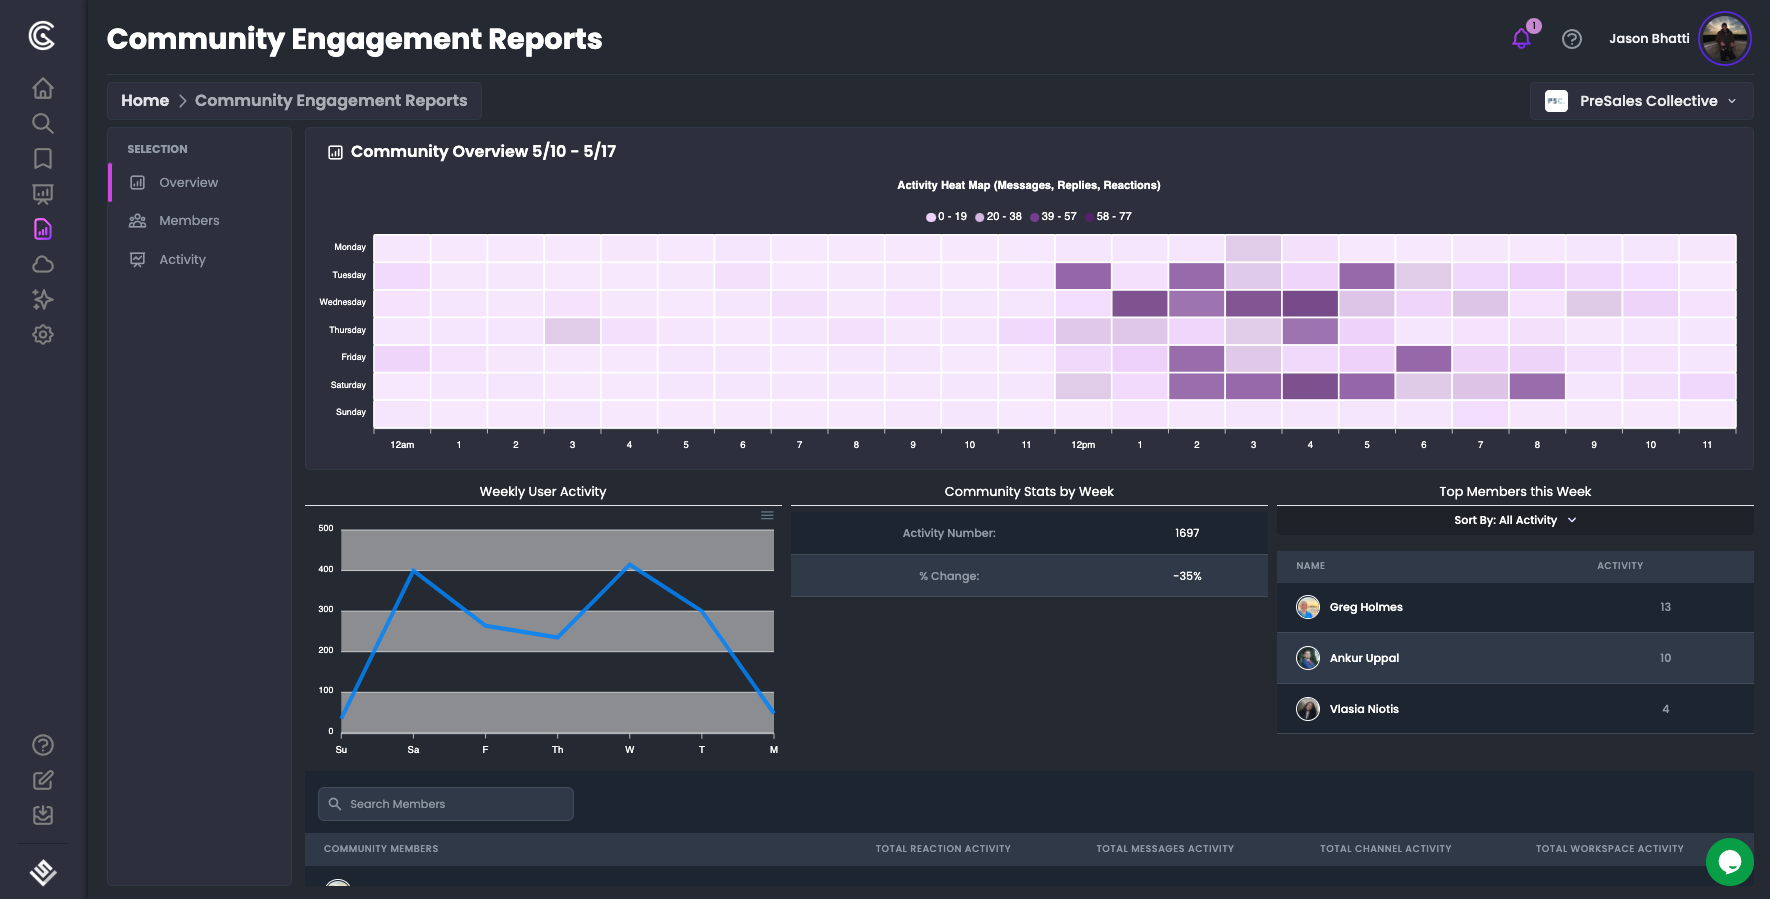 Community Engagement Reports
1
Jason Bhatti
Home
Community Engagement Reports
PSC.
PreSales Collective
SELECTION
Overview
Members
Activity
Community Overview 5/10 - 5/17
Activity Heat Map (Messages, Replies, Reactions)
0 - 19 20 - 38 39 - 57 58 - 77
Monday
Tuesday
Wednesday
Thursday
Friday
Saturday
Sunday
12am 1 2 3 4 5 6 7 8 9 10 11 12pm 1 2 3 4 5 6 7 8 9 10 11
Weekly User Activity
500
400
300
200
100
0
Su Sa F Th W T M
Community Stats by Week
Activity Number: 1697
% Change: -35%
Top Members this Week
Sort By: All Activity
NAME ACTIVITY
Greg Holmes 13
Ankur Uppal 10
Vlasia Niotis 4
Search Members
COMMUNITY MEMBERS TOTAL REACTION ACTIVITY TOTAL MESSAGES ACTIVITY TOTAL CHANNEL ACTIVITY TOTAL WORKSPACE ACTIVITY